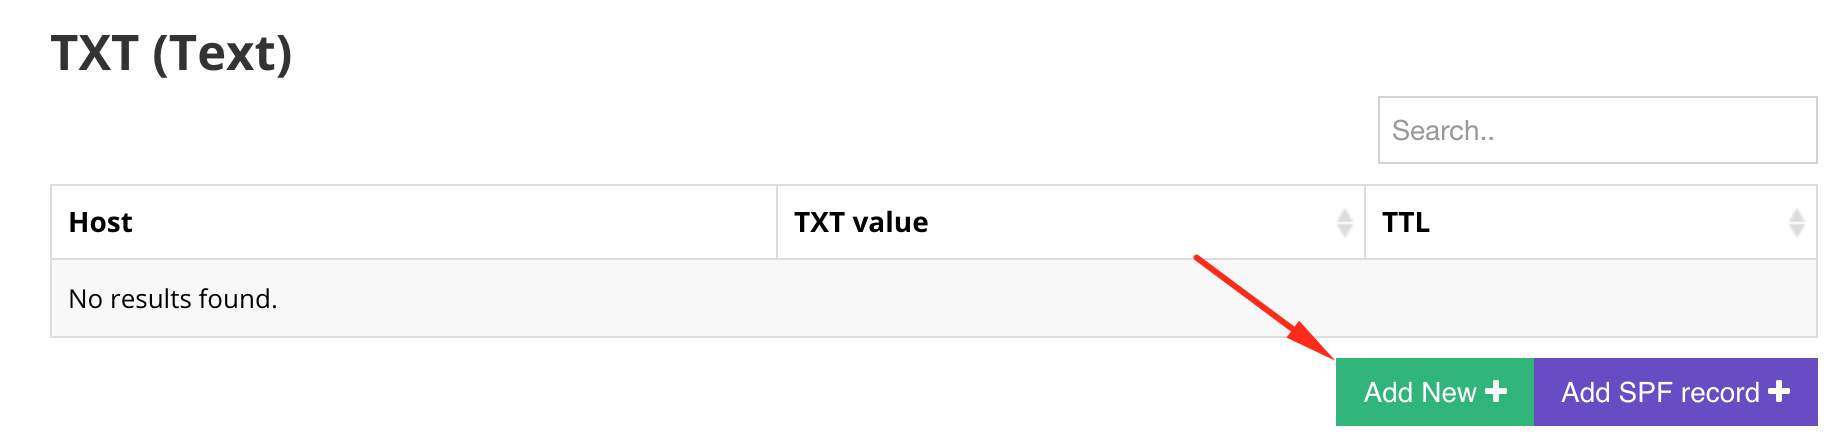 TXT (Text)
Search..
Host TXT value TTL
No results found.
Add New Add SPF record